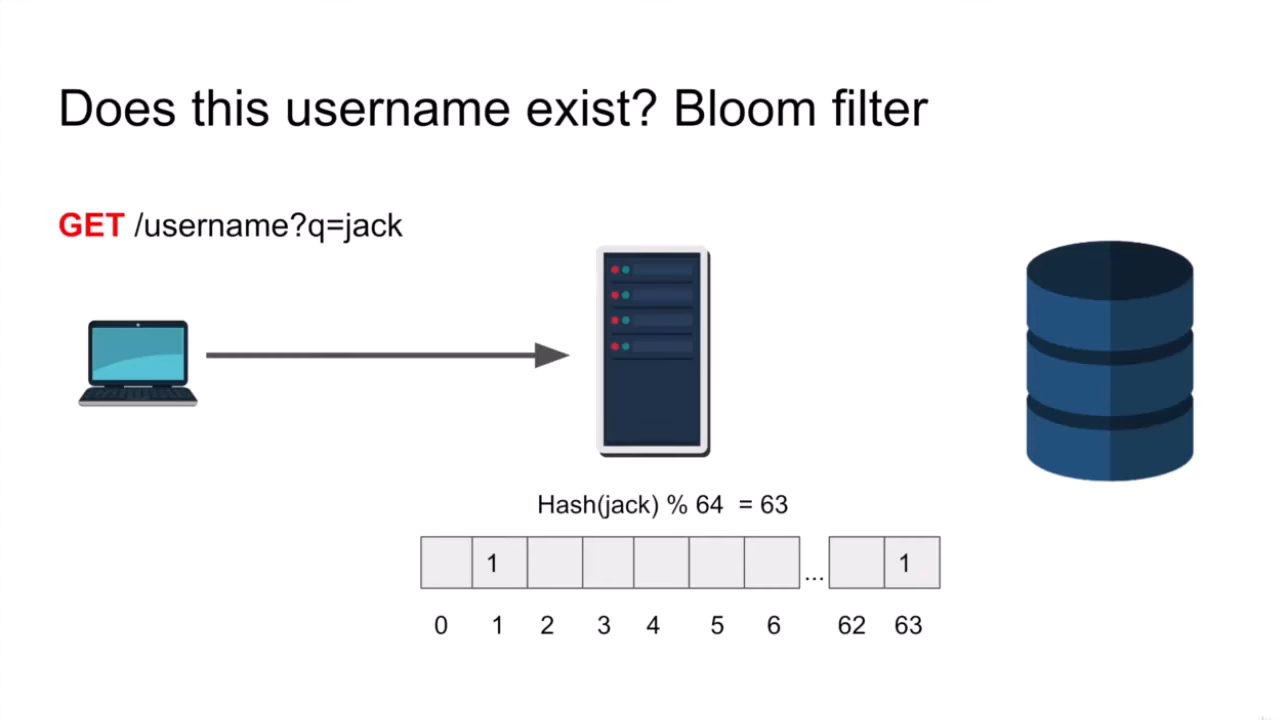 Does this username exist? Bloom filter
GET /username?q=jack
Hash(jack) % 64 = 63
1 ... 1
0 1 2 3 4 5 6 62 63